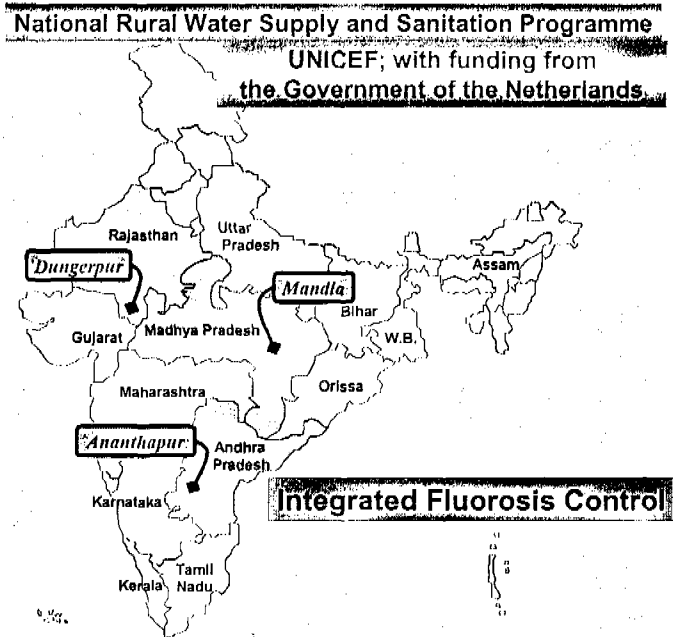 National Rural Water Supply and Sanitation Programme
UNICEF; with funding from
the Government of the Netherlands
Rajasthan
Uttar
Pradesh
Assam
Dungerpur
Mandla
Bihar
Gujarat
Madhya Pradesh
W.B.
Maharashtra
Orissa
Ananthapur
Andhra
Pradesh
Karnataka
Integrated Fluorosis Control
Kerala
Tamil
Nadu